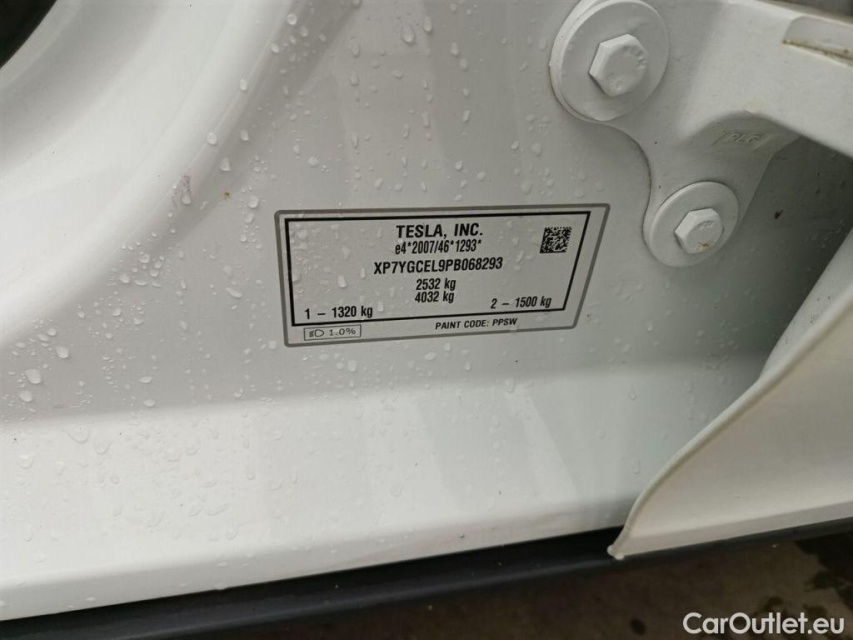 TESLA, INC.
e4*2007/46*1293*
XP7YGCEL9PB068293
2532 kg
4032 kg
1 – 1320 kg 2 – 1500 kg
1.0% PAINT CODE: PPSW
CarOutlet.eu